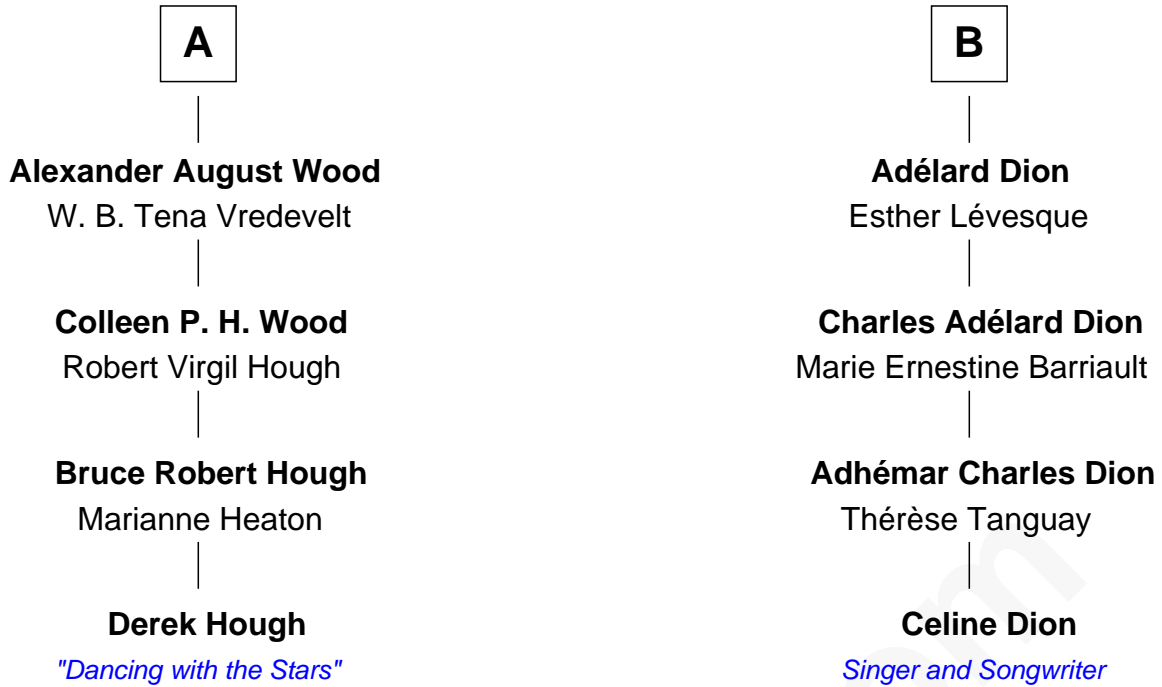 A
B
Alexander August Wood
W. B. Tena Vredevelt
Adélard Dion
Esther Lévesque
Colleen P. H. Wood
Robert Virgil Hough
Charles Adélard Dion
Marie Ernestine Barriault
Bruce Robert Hough
Marianne Heaton
Adhémar Charles Dion
Thérèse Tanguay
Derek Hough
"Dancing with the Stars"
Celine Dion
Singer and Songwriter